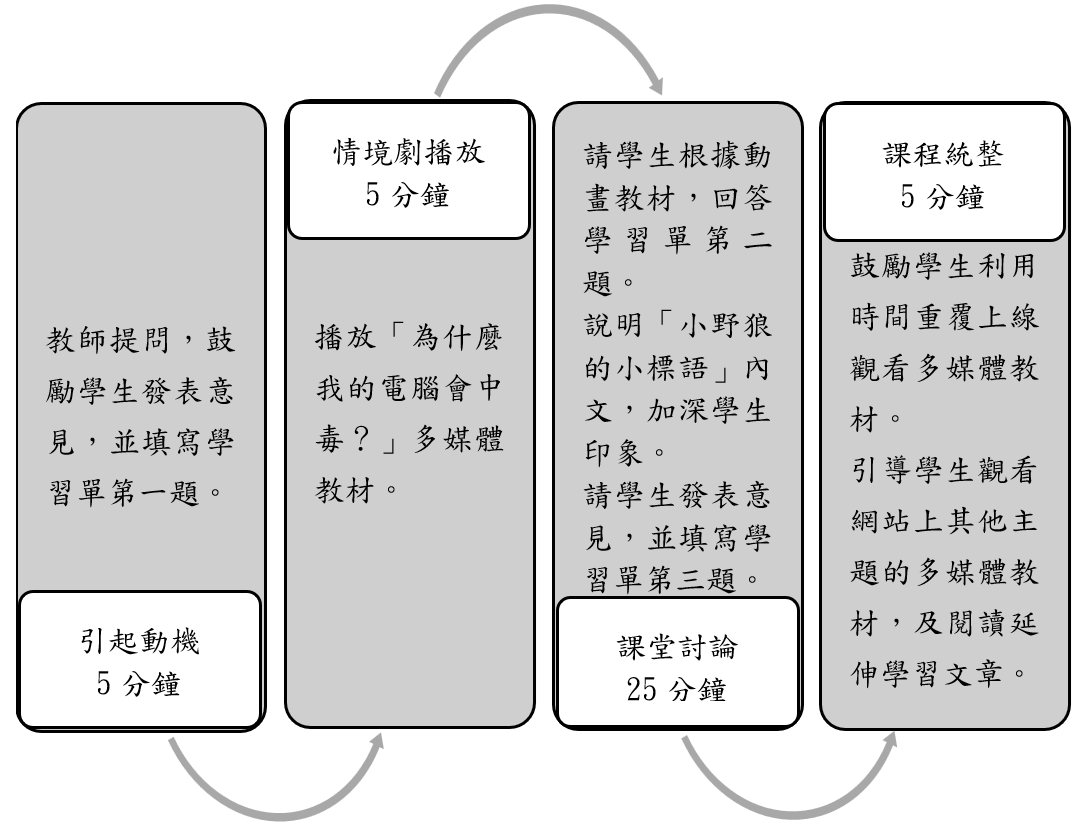 教師提問，鼓
勵學生發表意
見，並填寫學
習單第一題。
引起動機
5 分鐘
情境劇播放
5 分鐘
播放「為什麼
我的電腦會中
毒？」多媒體
教材。
請學生根據動
畫教材，回答
學習單第二
題。
說明「小野狼
的小標語」內
文，加深學生
印象。
請學生發表意
見，並填寫學
習單第三題。
課堂討論
25 分鐘
課程統整
5 分鐘
鼓勵學生利用
時間重覆上線
觀看多媒體教
材。
引導學生觀看
網站上其他主
題的多媒體教
材，及閱讀延
伸學習文章。